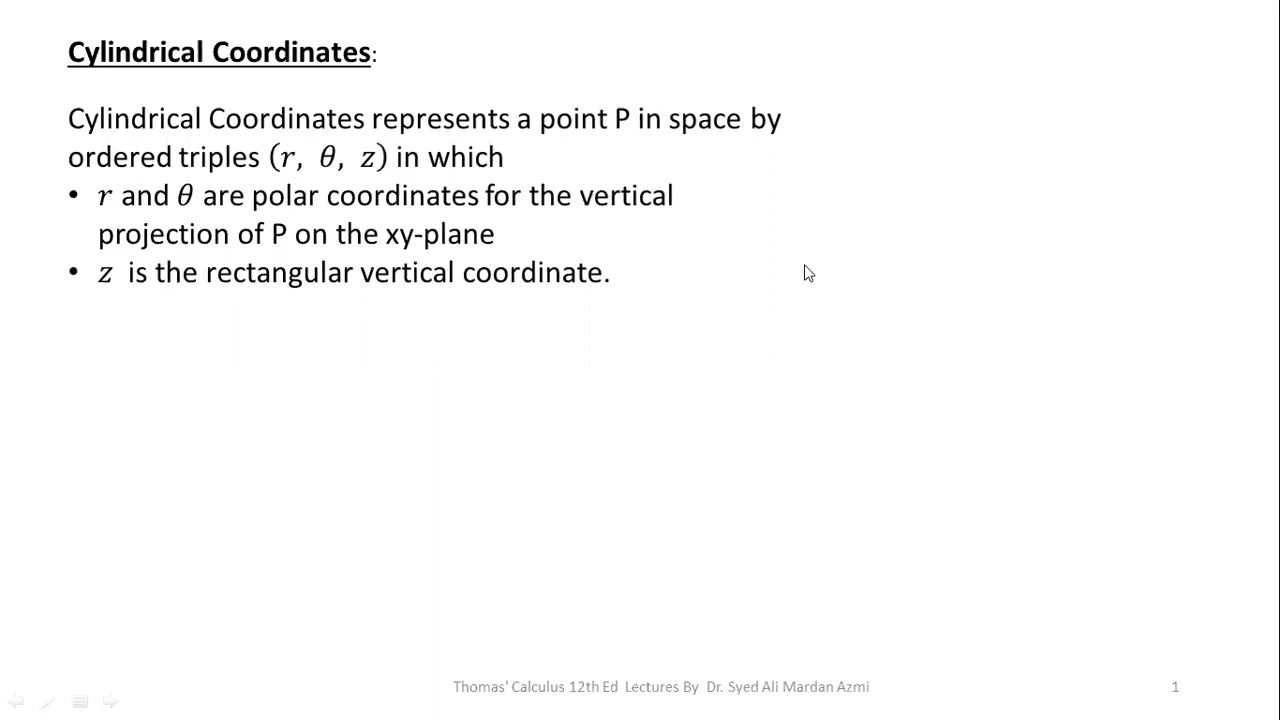 Cylindrical Coordinates:
Cylindrical Coordinates represents a point P in space by
ordered triples (r, θ, z) in which
• r and θ are polar coordinates for the vertical
projection of P on the xy-plane
• z is the rectangular vertical coordinate.
Thomas' Calculus 12th Ed Lectures By Dr. Syed Ali Mardan Azmi
1